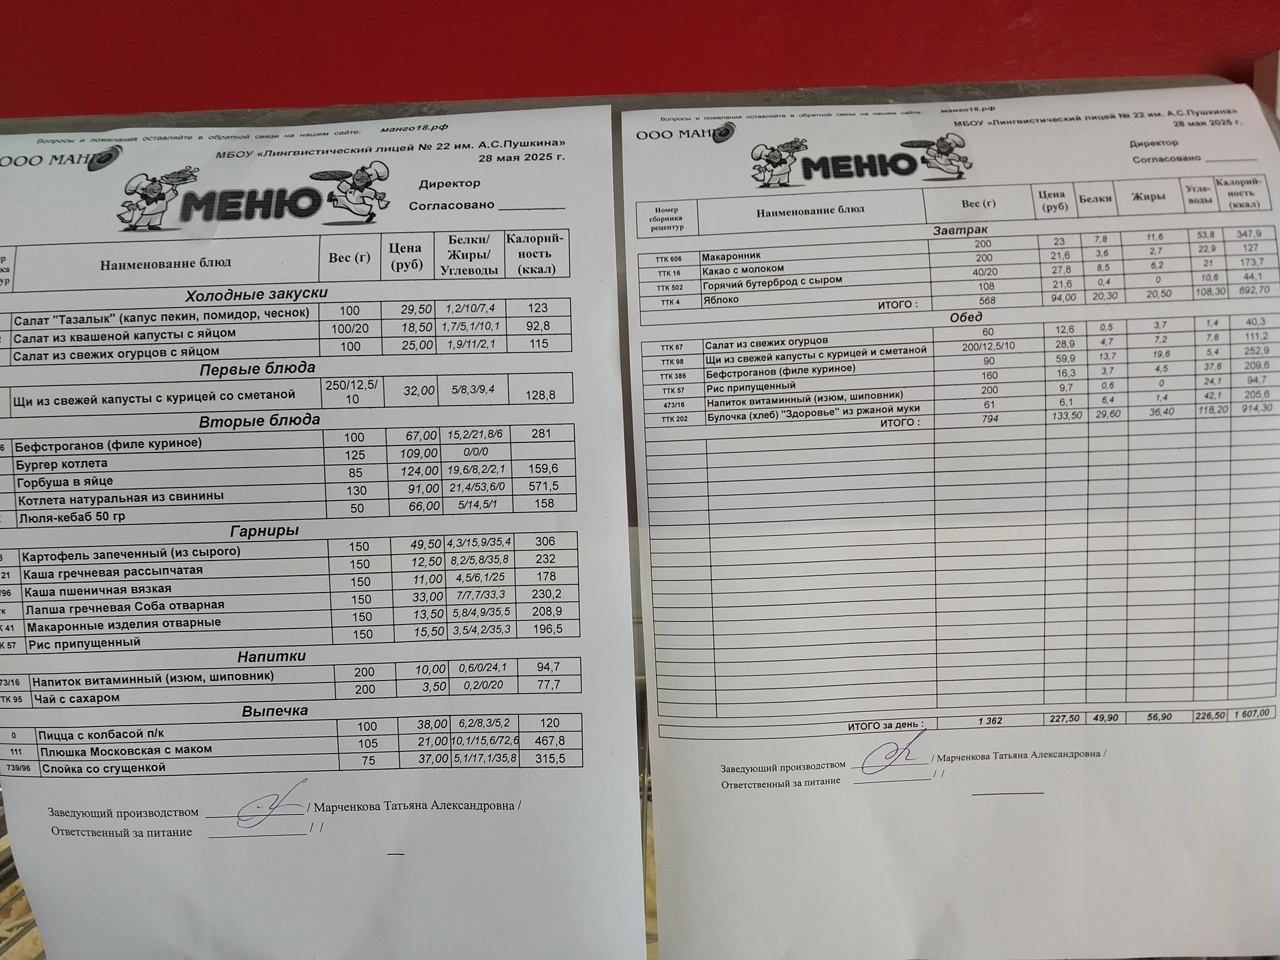 Вопросы и пожелания оставляйте в обратной связи на нашем сайте: манго18.рф
ООО МАНГО
МБОУ «Лингвистический лицей № 22 им. А.С.Пушкина»
28 мая 2025 г.
МЕНЮ
Директор
Согласовано
Наименование блюд Вес (г) Цена (руб) Белки/ Жиры/ Углеводы Калорий-ность (ккал)
Холодные закуски
Салат "Тазалык" (капус пекин, помидор, чеснок) 100 29,50 1,2/10/7,4 123
Салат из квашеной капусты с яйцом 100/20 18,50 1,7/5,1/10,1 92,8
Салат из свежих огурцов с яйцом 100 25,00 1,9/11/2,1 115
Первые блюда
Щи из свежей капусты с курицей со сметаной 250/12,5/10 32,00 5/8,3/9,4 128,8
Вторые блюда
Бефстроганов (филе куриное) 100 67,00 15,2/21,8/6 281
Бургер котлета 125 109,00 0/0/0
Горбуша в яйце 85 124,00 19,6/8,2/2,1 159,6
Котлета натуральная из свинины 130 91,00 21,4/53,6/0 571,5
Люля-кебаб 50 гр 50 66,00 5/14,5/1 158
Гарниры
Картофель запеченный (из сырого) 150 49,50 4,3/15,9/35,4 306
21 Каша гречневая рассыпчатая 150 12,50 8,2/5,8/35,8 232
/96 Каша пшеничная вязкая 150 11,00 4,5/6,1/25 178
Лапша гречневая Соба отварная 150 33,00 7/7,7/33,3 230,2
К 41 Макаронные изделия отварные 150 13,50 5,8/4,9/35,5 208,9
К 57 Рис припущенный 150 15,50 3,5/4,2/35,3 196,5
Напитки
73/16 Напиток витаминный (изюм, шиповник) 200 10,00 0,6/0/24,1 94,7
ТК 95 Чай с сахаром 200 3,50 0,2/0/20 77,7
Выпечка
0 Пицца с колбасой п/к 100 38,00 6,2/8,3/5,2 120
111 Плюшка Московская с маком 105 21,00 10,1/15,6/72,6 467,8
739/96 Слойка со сгущенкой 75 37,00 5,1/17,1/35,8 315,5
Заведующий производством / Марченкова Татьяна Александровна /
Ответственный за питание / /
Вопросы и пожелания оставляйте в обратной связи на нашем сайте: манго18.рф
ООО МАНГО
МБОУ «Лингвистический лицей № 22 им. А.С.Пушкина»
28 мая 2025 г.
МЕНЮ
Директор
Согласовано
Номер сборника рецептур Наименование блюд Вес (г) Цена (руб) Белки Жиры Угле-воды Калорий-ность (ккал)
Завтрак
ТТК 606 Макаронник 200 23 7,8 11,6 53,8 347,9
ТТК 16 Какао с молоком 200 21,6 3,6 2,7 22,9 127
ТТК 502 Горячий бутерброд с сыром 40/20 27,8 8,5 6,2 21 173,7
ТТК 4 Яблоко 108 21,6 0,4 0 10,6 44,1
ИТОГО : 568 94,00 20,30 20,50 108,30 692,70
Обед
ТТК 67 Салат из свежих огурцов 60 12,6 0,5 3,7 1,4 40,3
ТТК 98 Щи из свежей капусты с курицей и сметаной 200/12,5/10 28,9 4,7 7,2 7,6 111,2
ТТК 386 Бефстроганов (филе куриное) 90 59,9 13,7 19,6 5,4 252,9
ТТК 57 Рис припущенный 160 16,3 3,7 4,5 37,6 209,6
473/16 Напиток витаминный (изюм, шиповник) 200 9,7 0,6 0 24,1 94,7
ТТК 202 Булочка (хлеб) "Здоровье" из ржаной муки 61 6,1 6,4 1,4 42,1 205,6
ИТОГО : 794 133,50 29,60 36,40 118,20 914,30
ИТОГО за день : 1 362 227,50 49,90 56,90 226,50 1 607,00
Заведующий производством / Марченкова Татьяна Александровна /
Ответственный за питание / /